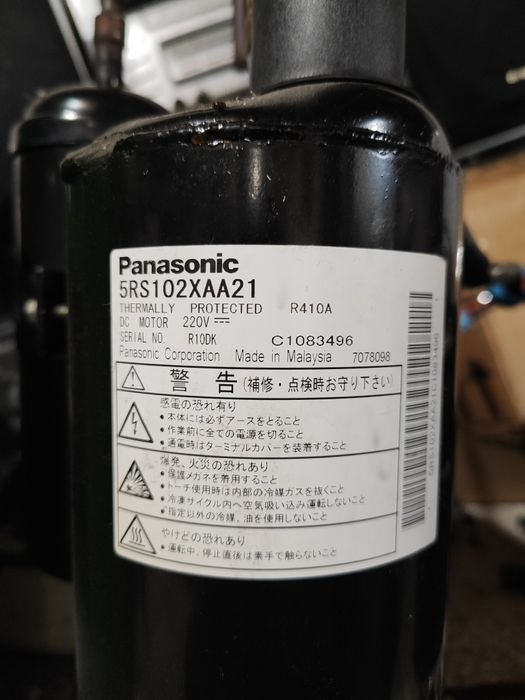 Panasonic
5RS102XAA21
THERMALLY PROTECTED R410A
DC MOTOR 220V
SERIAL NO. R10DK C1083496
Panasonic Corporation Made in Malaysia 7078098
警告(補修・点検時お守り下さい)
感電の恐れ有り
・本体には必ずアースをとること
・作業前に全ての電源を切ること
・通電時はターミナルカバーを装着すること
爆発、火災の恐れあり
・保護メガネを着用すること
・トーチ使用時は内部の冷媒ガスを抜くこと
・冷凍サイクル内へ空気吸い込み運転しないこと
・指定以外の冷媒、油を使用しないこと
やけどの恐れあり
・運転中、停止直後は素手で触らないこと
5RS102XAA21C1083496